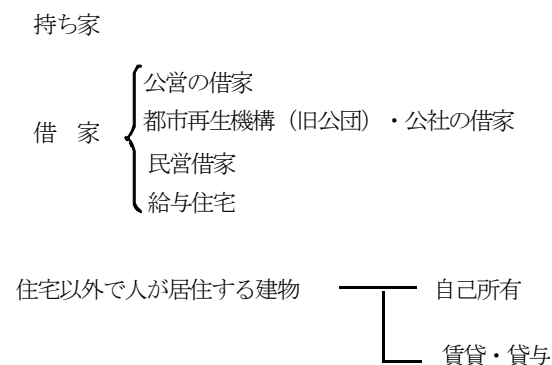 持ち家
公営の借家
都市再生機構（旧公団）・公社の借家
借　家
民営借家
給与住宅
住宅以外で人が居住する建物　自己所有
賃貸・貸与